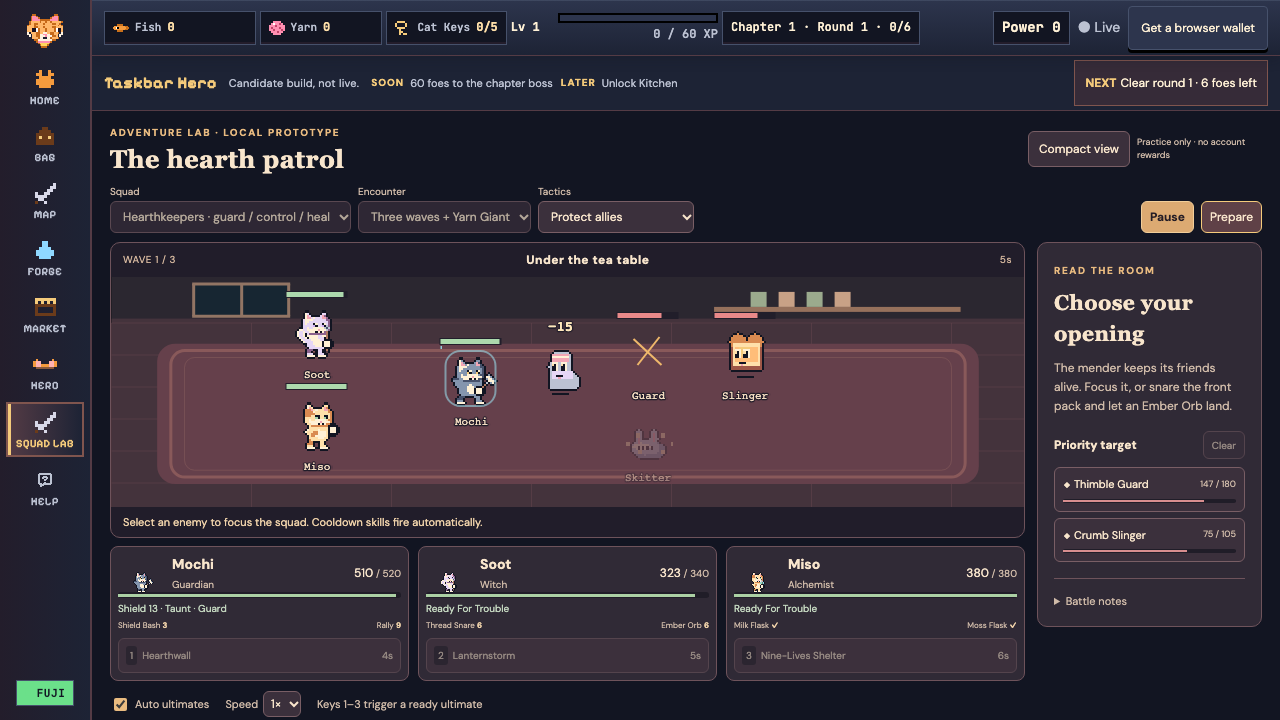 Fish 0
Yarn 0
Cat Keys 0/5
Lv 1
0 / 60 XP
Chapter 1 · Round 1 · 0/6
Power 0
Live
Get a browser wallet
HOME
BAG
MAP
FORGE
MARKET
HERO
SQUAD LAB
HELP
FUJI
Taskbar Hero
Candidate build, not live.
SOON 60 foes to the chapter boss
LATER Unlock Kitchen
NEXT Clear round 1 · 6 foes left
ADVENTURE LAB · LOCAL PROTOTYPE
The hearth patrol
Compact view
Practice only · no account
rewards
Squad
Encounter
Tactics
Hearthkeepers · guard / control / heal
Three waves + Yarn Giant
Protect allies
Pause
Prepare
WAVE 1 / 3
Under the tea table
5s
Soot
Miso
Mochi
-15
Guard
Slinger
Skitter
Select an enemy to focus the squad. Cooldown skills fire automatically.
READ THE ROOM
Choose your
opening
The mender keeps its friends
alive. Focus it, or snare the front
pack and let an Ember Orb land.
Priority target
Clear
Thimble Guard
147 / 180
Crumb Slinger
75 / 105
Battle notes
Mochi
Guardian
510 / 520
Shield 13 · Taunt · Guard
Shield Bash 3
Rally 9
1 Hearthwall 4s
Soot
Witch
323 / 340
Ready For Trouble
Thread Snare 6
Ember Orb 6
2 Lanternstorm 5s
Miso
Alchemist
380 / 380
Ready For Trouble
Milk Flask ✓
Moss Flask ✓
3 Nine-Lives Shelter 6s
Auto ultimates
Speed
1×
Keys 1–3 trigger a ready ultimate